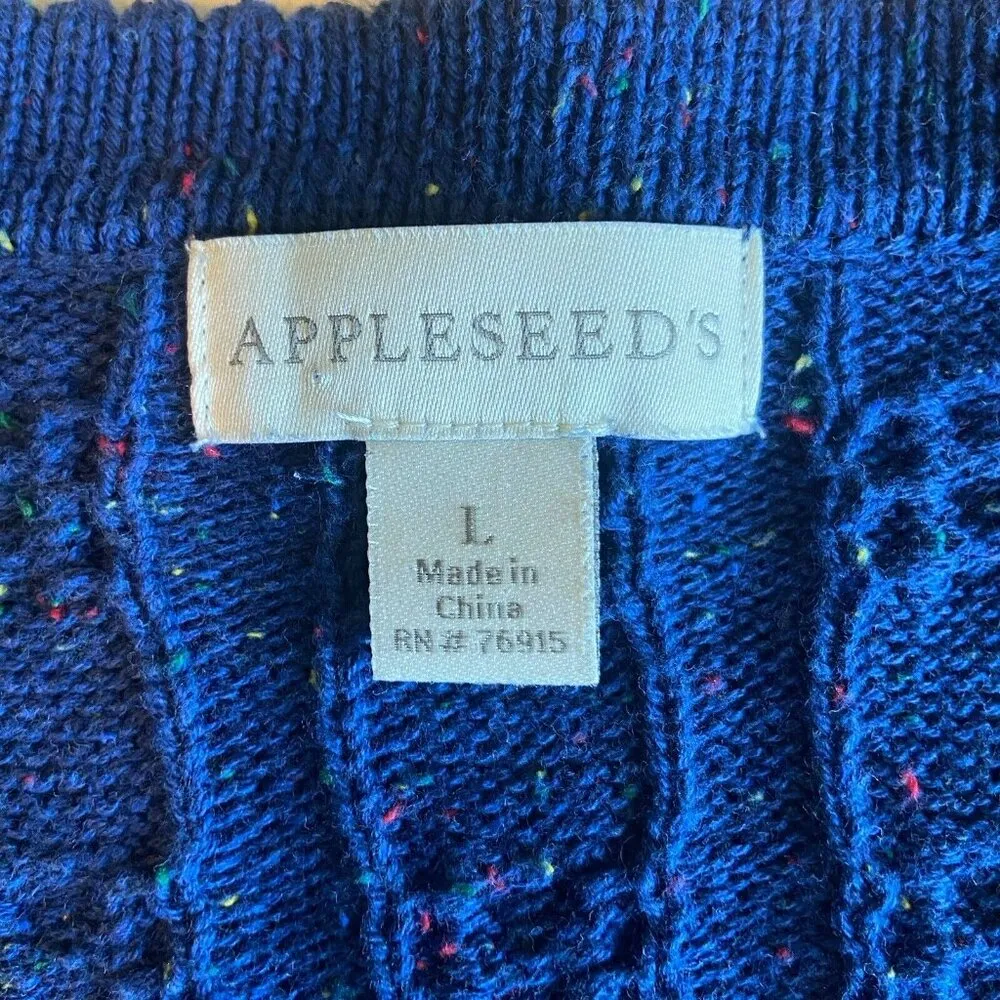 APPLESEED'S
L
Made in
China
RN # 76915